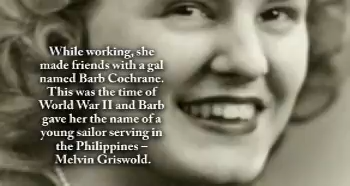 While working, she
made friends with a gal
named Barb Cochrane.
This was the time of
World War II and Barb
gave her the name of a
young sailor serving in
the Philippines –
Melvin Griswold.